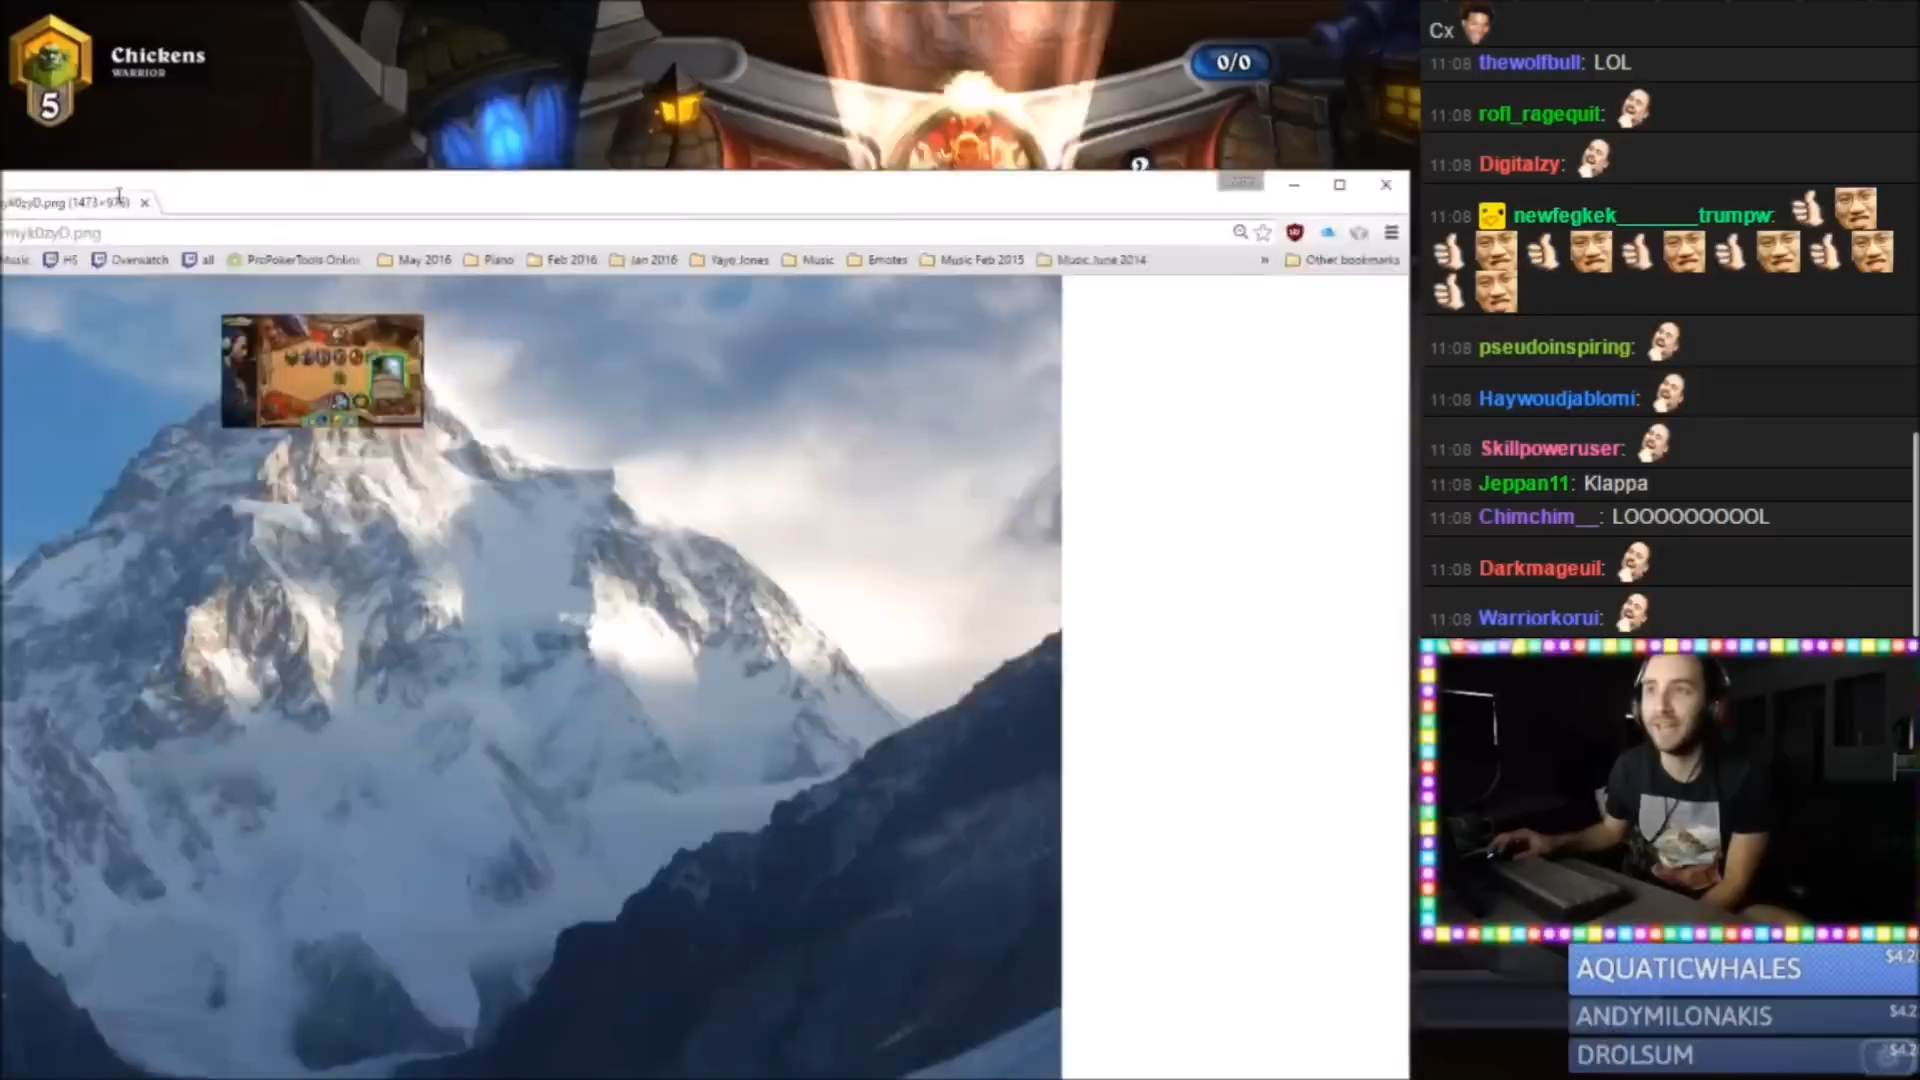 Chickens
WARRIOR
5
0/0
myk0zyD.png
HS
Overwatch
all
ProPokerTools Online
May 2016
Piano
Feb 2016
Jan 2016
Yayo Jones
Music
Emotes
Music Feb 2015
Music June 2014
»
Other bookmarks
Cx
11:08 thewolfbull: LOL
11:08 rofl_ragequit:
11:08 Digitalzy:
11:08 newfegkek_______trumpw:
11:08 pseudoinspiring:
11:08 Haywoudjablomi:
11:08 Skillpoweruser:
11:08 Jeppan11: Klappa
11:08 Chimchim__: LOOOOOOOOOL
11:08 Darkmageuil:
11:08 Warriorkorui:
AQUATICWHALES
ANDYMILONAKIS
DROLSUM